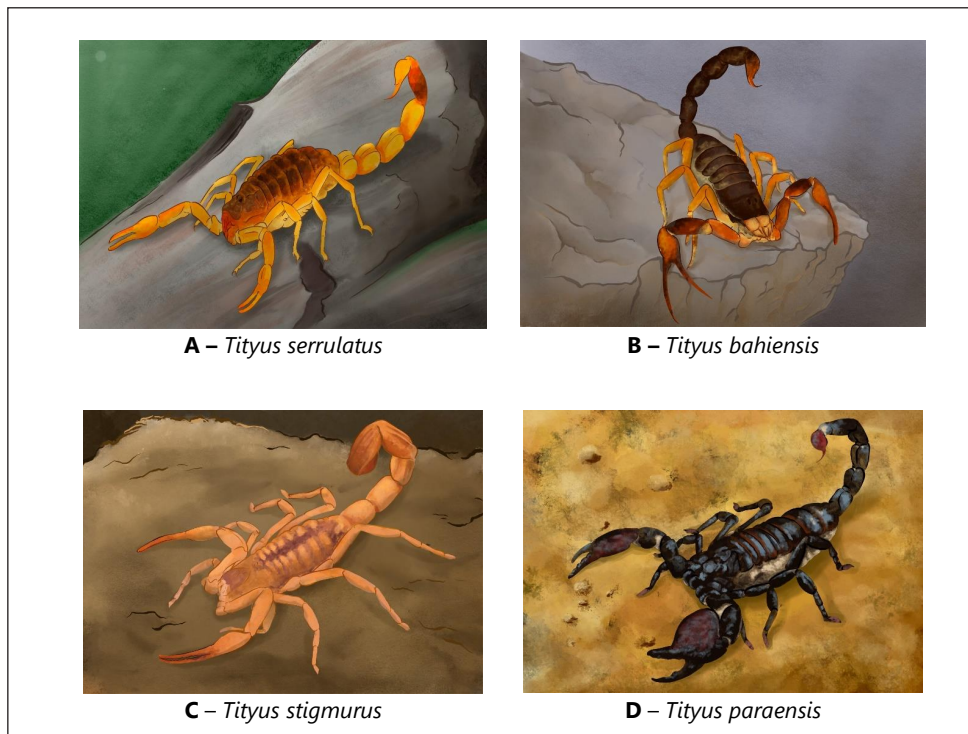 A – Tityus serrulatus
B – Tityus bahiensis
C – Tityus stigmurus
D – Tityus paraensis